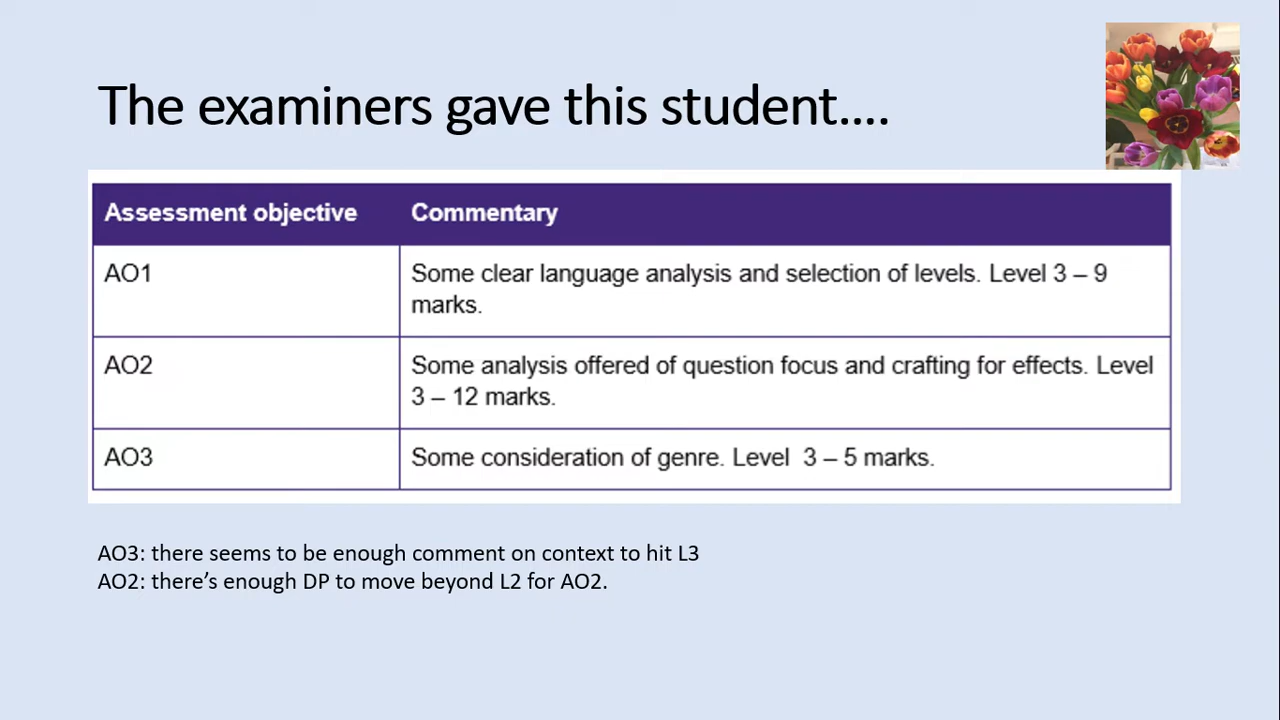 The examiners gave this student....
Assessment objective Commentary
AO1 Some clear language analysis and selection of levels. Level 3 – 9
marks.
AO2 Some analysis offered of question focus and crafting for effects. Level
3 – 12 marks.
AO3 Some consideration of genre. Level  3 – 5 marks.
AO3: there seems to be enough comment on context to hit L3
AO2: there’s enough DP to move beyond L2 for AO2.